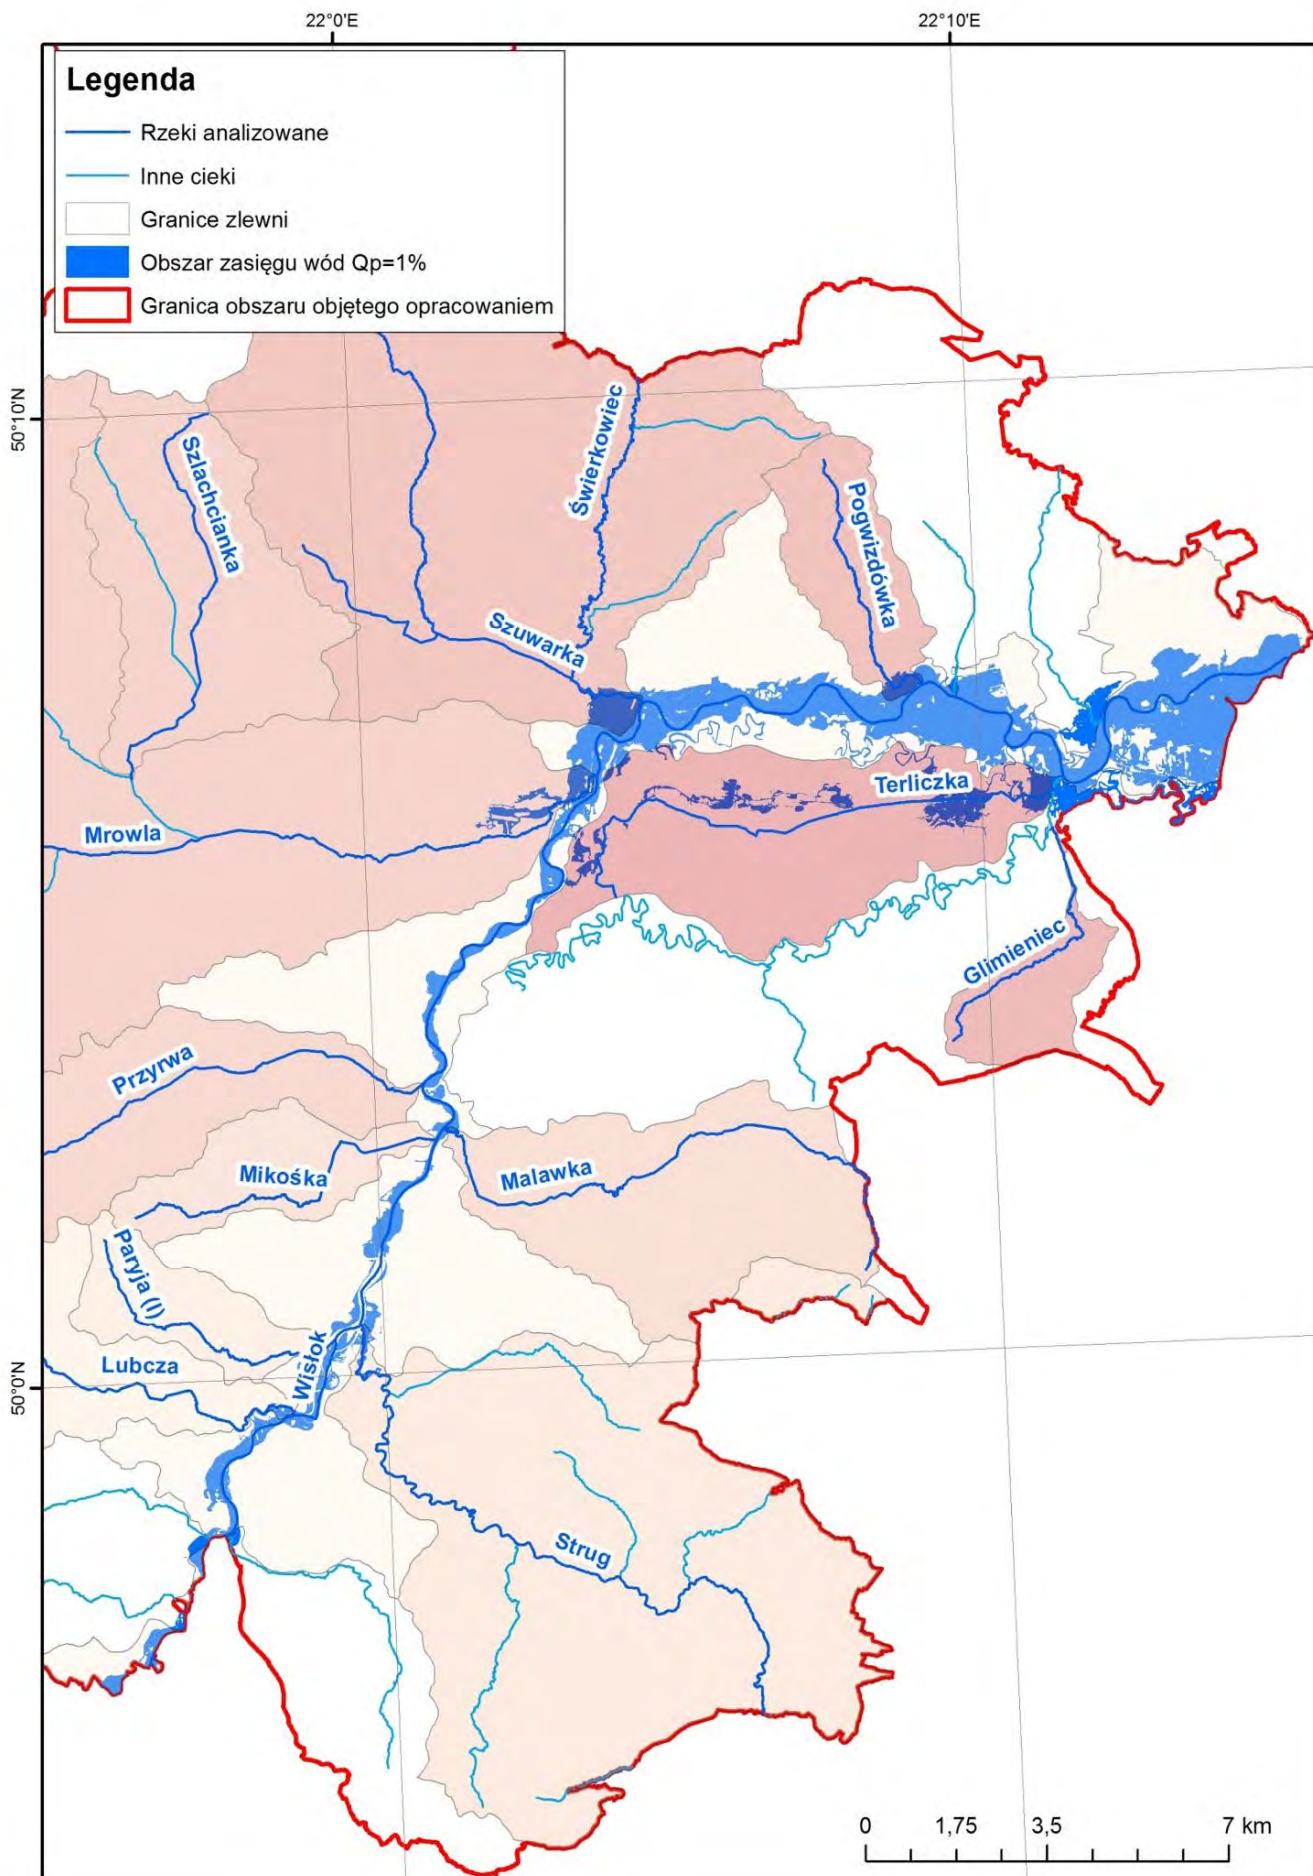 22°0'E
22°10'E
Legenda
Rzeki analizowane
Inne cieki
Granice zlewni
Obszar zasięgu wód Qp=1%
Granica obszaru objętego opracowaniem
50°10'N
Szlachcianka
Świerkowiec
Pogwizdówka
Szuwarka
Terliczka
Mrowla
Glimieniec
Przyrwa
Mikośka
Malawka
Paryja (I)
Lubcza
Wisłok
50°0'N
Strug
0 1,75 3,5 7 km